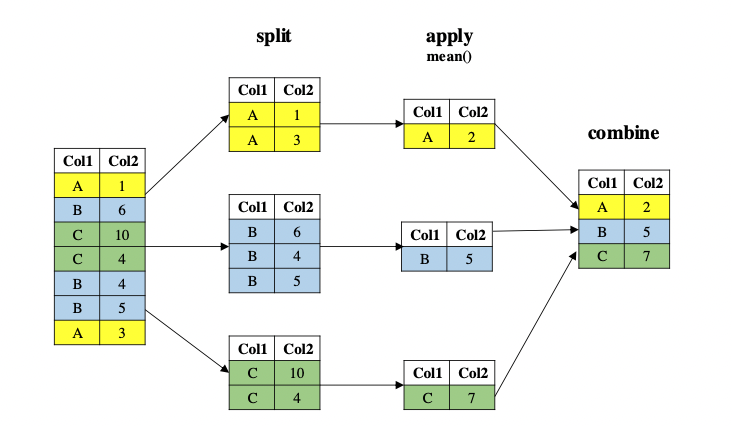 split
apply
mean()
combine
Col1 Col2
A 1
B 6
C 10
C 4
B 4
B 5
A 3
Col1 Col2
A 1
A 3
Col1 Col2
B 6
B 4
B 5
Col1 Col2
C 10
C 4
Col1 Col2
A 2
Col1 Col2
B 5
Col1 Col2
C 7
Col1 Col2
A 2
B 5
C 7